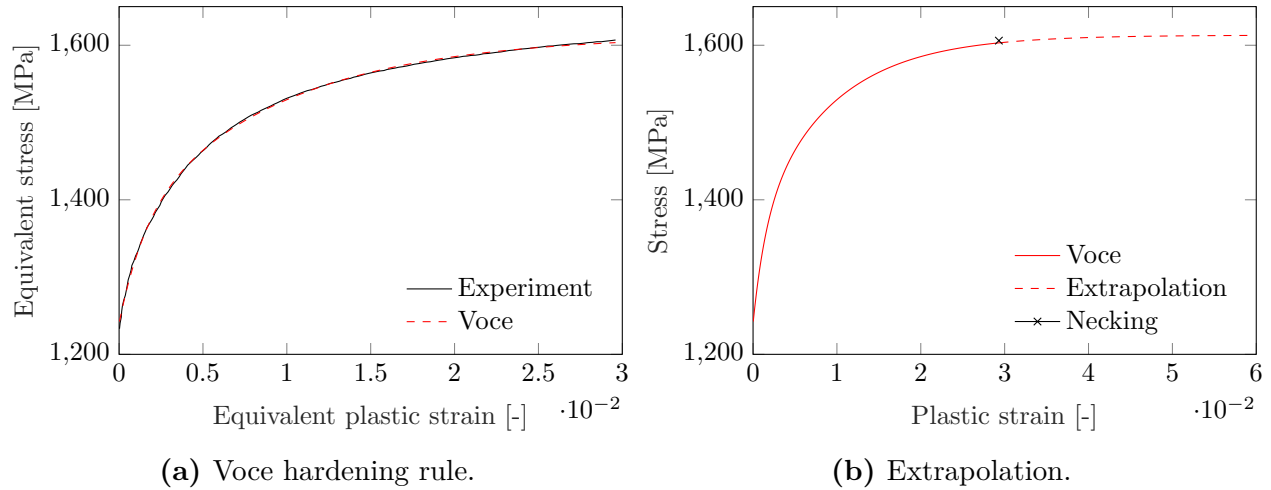 1,600
1,400
1,200
Equivalent stress [MPa]
Experiment
Voce
0 0.5 1 1.5 2 2.5 3
·10⁻²
Equivalent plastic strain [-]
(a) Voce hardening rule.
1,600
1,400
1,200
Stress [MPa]
Voce
Extrapolation
Necking
0 1 2 3 4 5 6
·10⁻²
Plastic strain [-]
(b) Extrapolation.